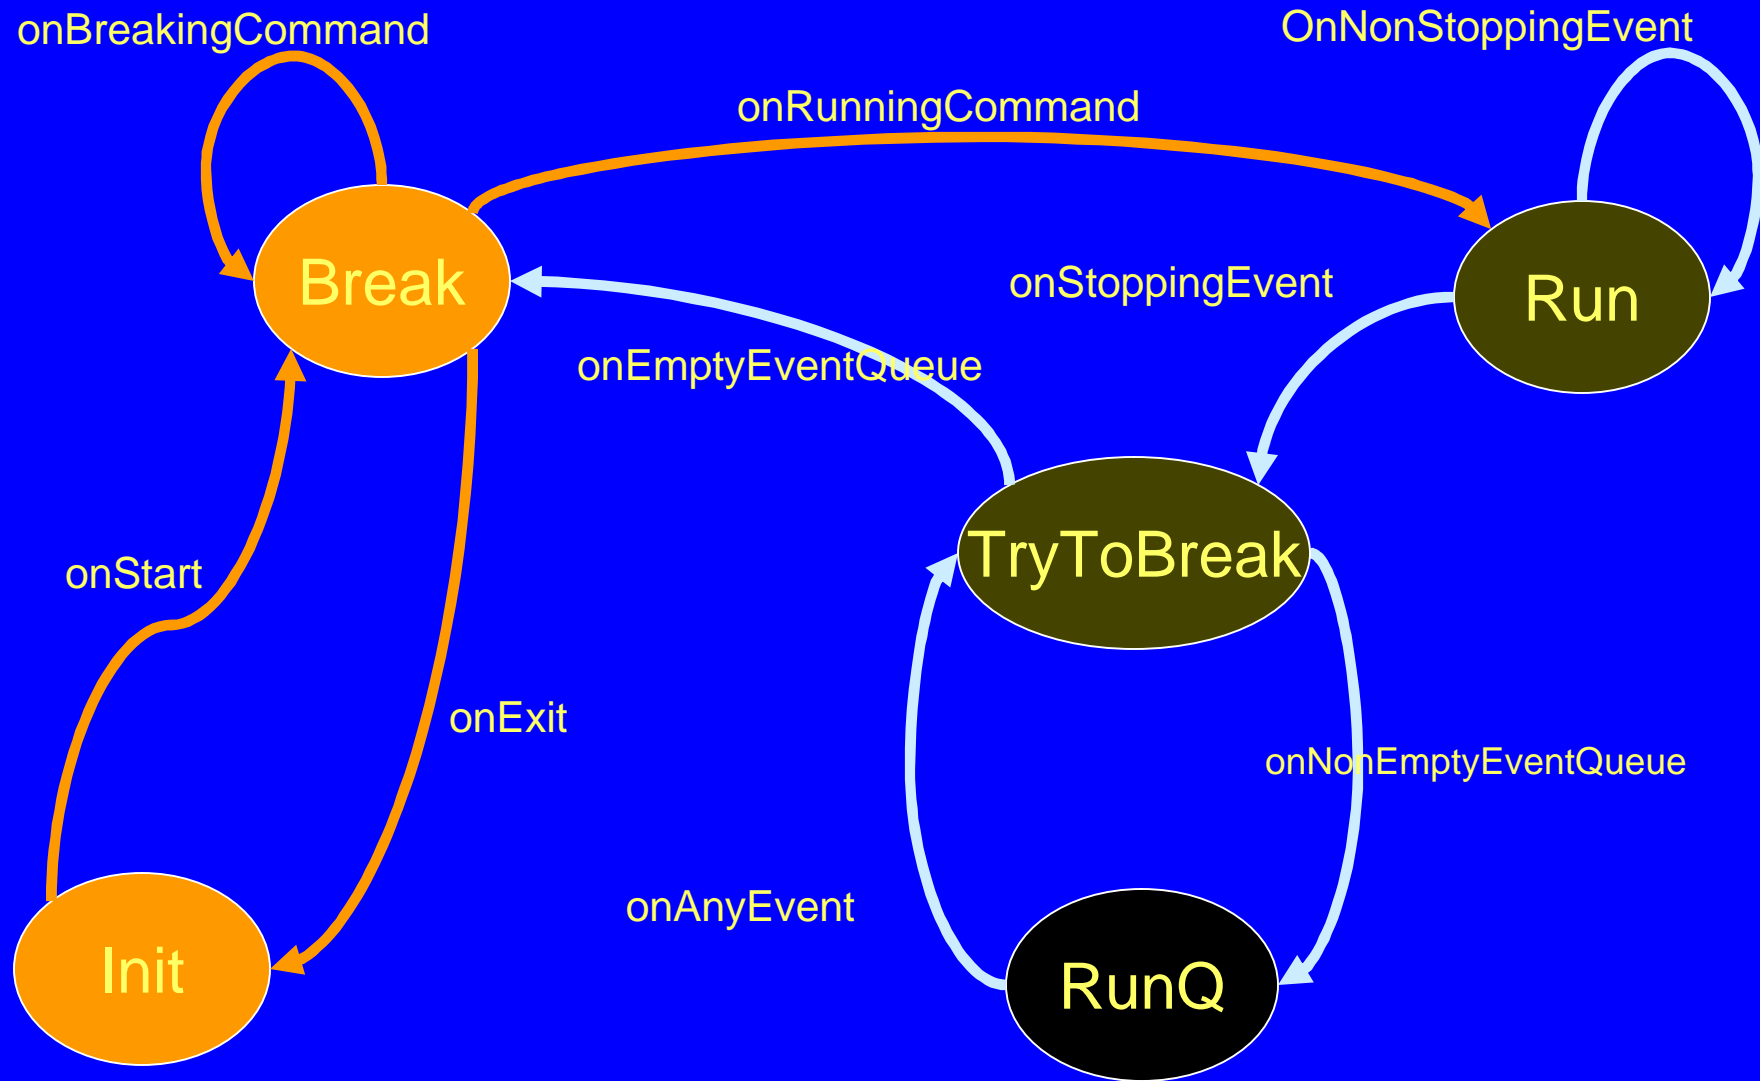 onBreakingCommand
OnNonStoppingEvent
onRunningCommand
Break
onStoppingEvent
Run
onEmptyEventQueue
TryToBreak
onStart
onExit
onNonEmptyEventQueue
onAnyEvent
Init
RunQ